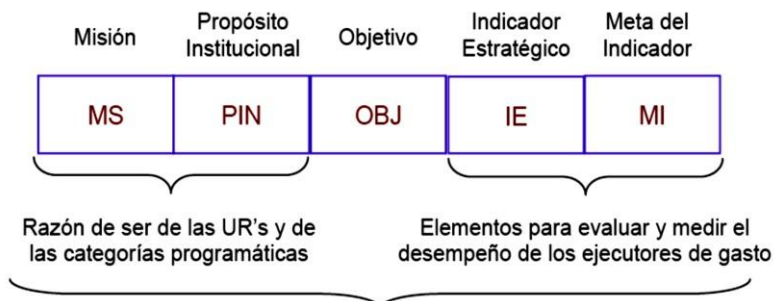 Misión
Propósito
Institucional
Objetivo
Indicador
Estratégico
Meta del
Indicador
MS
PIN
OBJ
IE
MI
Razón de ser de las UR's y de
las categorías programáticas
Elementos para evaluar y medir el
desempeño de los ejecutores de gasto